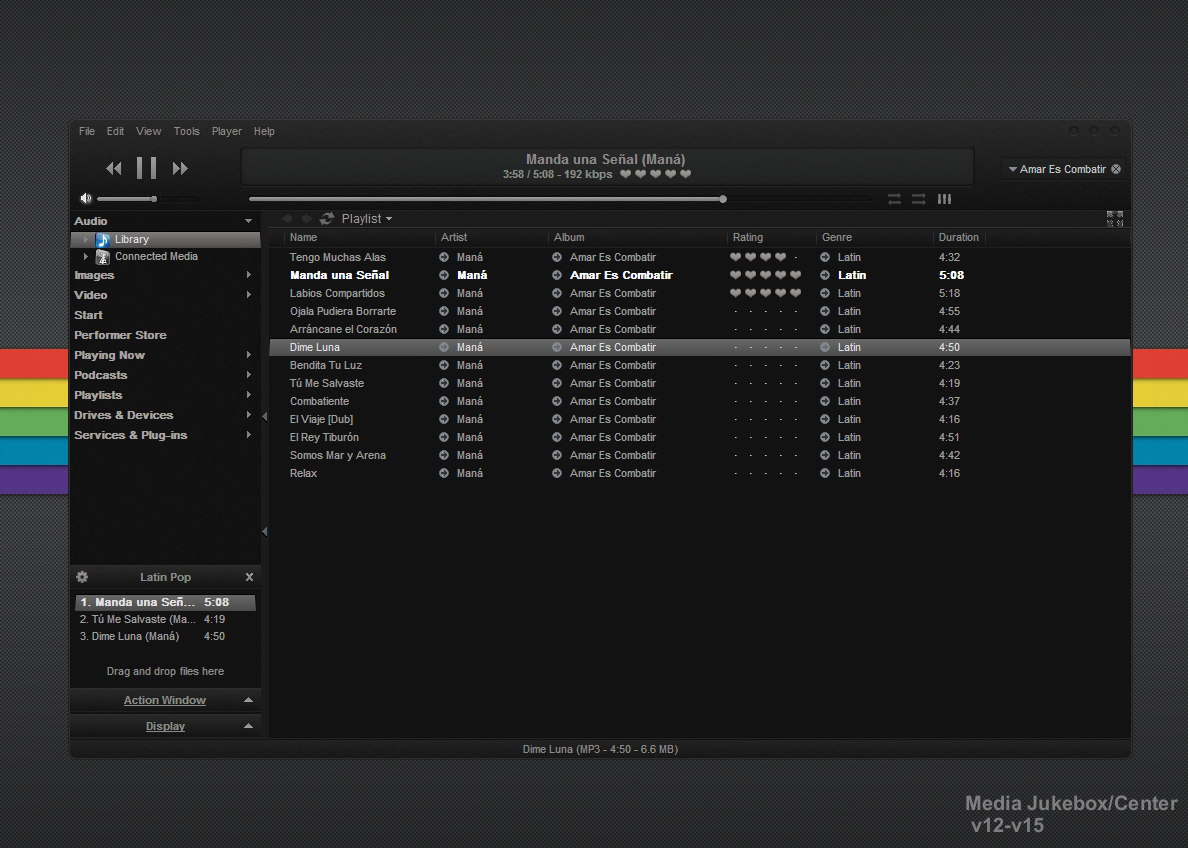 File Edit View Tools Player Help
Manda una Señal (Maná)
3:58 / 5:08 - 192 kbps
Amar Es Combatir
Audio
Library
Connected Media
Images
Video
Start
Performer Store
Playing Now
Podcasts
Playlists
Drives & Devices
Services & Plug-ins
Playlist
Name Artist Album Rating Genre Duration
Tengo Muchas Alas Maná Amar Es Combatir Latin 4:32
Manda una Señal Maná Amar Es Combatir Latin 5:08
Labios Compartidos Maná Amar Es Combatir Latin 5:18
Ojala Pudiera Borrarte Maná Amar Es Combatir Latin 4:55
Arráncane el Corazón Maná Amar Es Combatir Latin 4:44
Dime Luna Maná Amar Es Combatir Latin 4:50
Bendita Tu Luz Maná Amar Es Combatir Latin 4:23
Tú Me Salvaste Maná Amar Es Combatir Latin 4:19
Combatiente Maná Amar Es Combatir Latin 4:37
El Viaje [Dub] Maná Amar Es Combatir Latin 4:16
El Rey Tiburón Maná Amar Es Combatir Latin 4:51
Somos Mar y Arena Maná Amar Es Combatir Latin 4:42
Relax Maná Amar Es Combatir Latin 4:16
Latin Pop
1. Manda una Señ... 5:08
2. Tú Me Salvaste (Ma... 4:19
3. Dime Luna (Maná) 4:50
Drag and drop files here
Action Window
Display
Dime Luna (MP3 - 4:50 - 6.6 MB)
Media Jukebox/Center
v12-v15